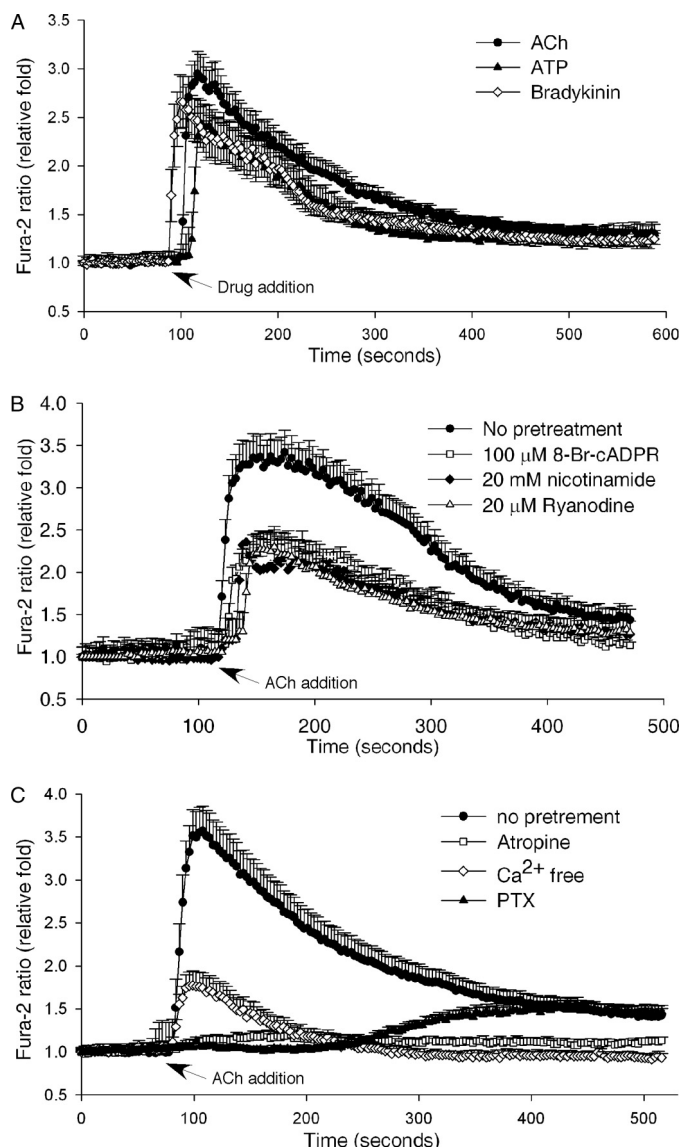 A
ACh
ATP
Bradykinin
Fura-2 ratio (relative fold)
3.5
3.0
2.5
2.0
1.5
1.0
0.5
Drug addition
0 100 200 300 400 500 600
Time (seconds)
B
No pretreatment
100 μM 8-Br-cADPR
20 mM nicotinamide
20 μM Ryanodine
Fura-2 ratio (relative fold)
4.0
3.5
3.0
2.5
2.0
1.5
1.0
0.5
ACh addition
0 100 200 300 400 500
Time (seconds)
C
no pretrement
Atropine
Ca2+ free
PTX
Fura-2 ratio (relative fold)
4.0
3.5
3.0
2.5
2.0
1.5
1.0
0.5
ACh addition
0 100 200 300 400 500
Time (seconds)